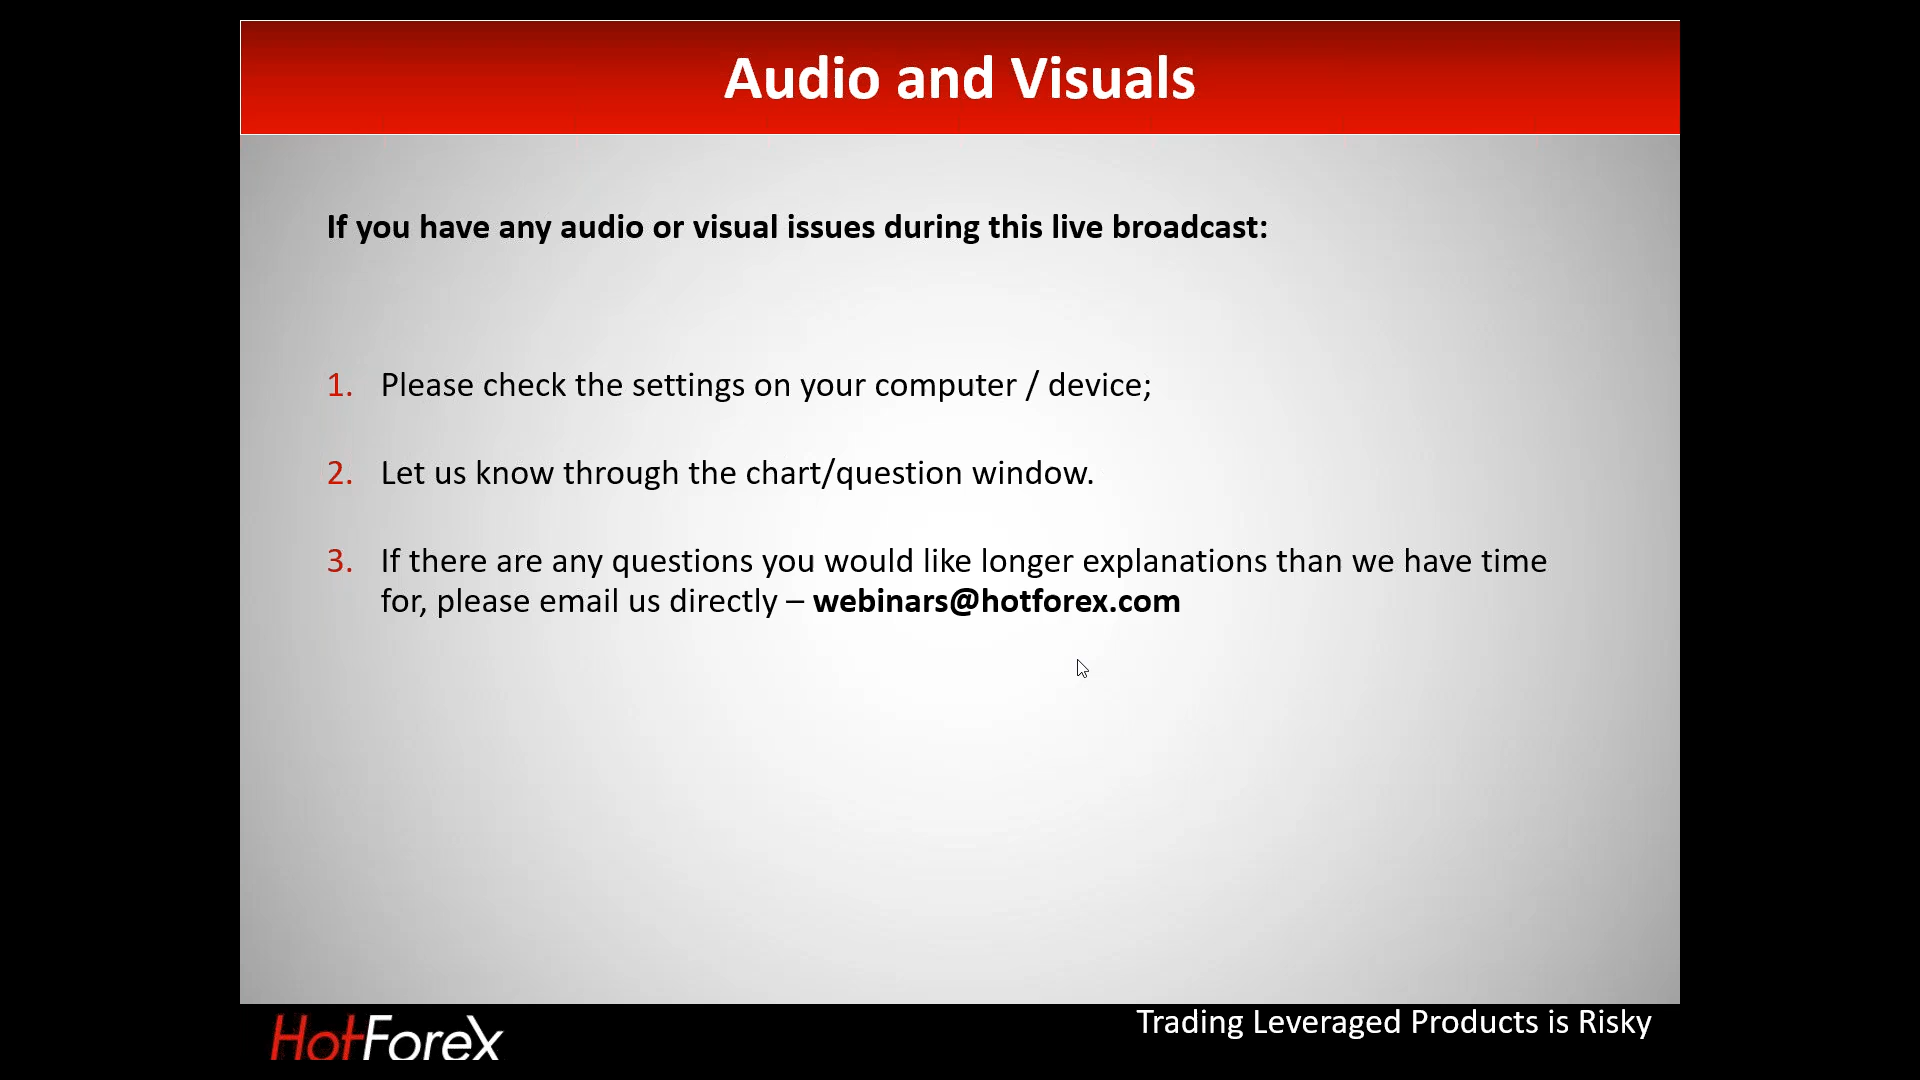 Audio and Visuals
If you have any audio or visual issues during this live broadcast:
1. Please check the settings on your computer / device;
2. Let us know through the chart/question window.
3. If there are any questions you would like longer explanations than we have time
for, please email us directly – webinars@hotforex.com
HotForex
Trading Leveraged Products is Risky